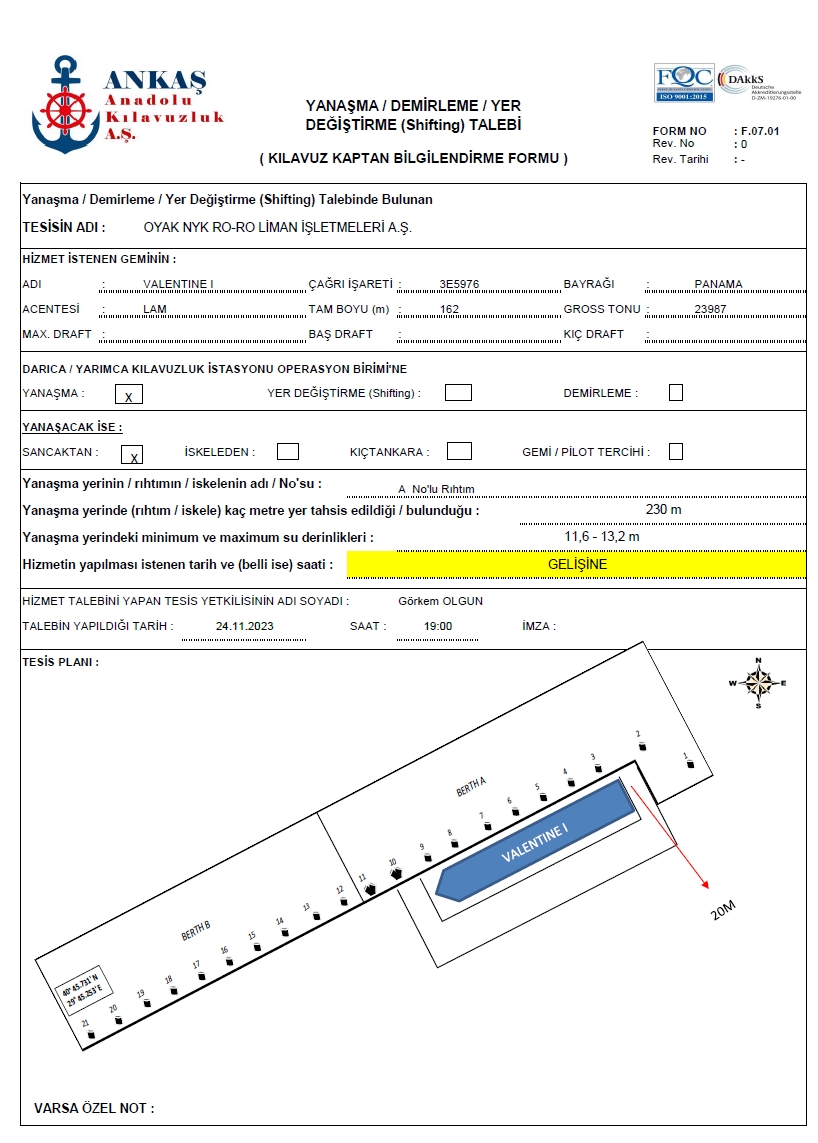 ANKAŞ
Anadolu
Kılavuzluk
A.Ş.
YANAŞMA / DEMİRLEME / YER
DEĞİŞTİRME (Shifting) TALEBİ
( KILAVUZ KAPTAN BİLGİLENDİRME FORMU )
FQC
ISO 9001:2015
DAkkS
Deutsche
Akkreditierungsstelle
D-ZM-19276-01-00
FORM NO : F.07.01
Rev. No : 0
Rev. Tarihi : -
Yanaşma / Demirleme / Yer Değiştirme (Shifting) Talebinde Bulunan
TESİSİN ADI : OYAK NYK RO-RO LİMAN İŞLETMELERİ A.Ş.
HİZMET İSTENEN GEMİNİN :
ADI : VALENTINE I ÇAĞRI İŞARETİ : 3E5976 BAYRAĞI : PANAMA
ACENTESİ : LAM TAM BOYU (m) : 162 GROSS TONU : 23987
MAX. DRAFT : BAŞ DRAFT : KIÇ DRAFT :
DARICA / YARIMCA KILAVUZLUK İSTASYONU OPERASYON BİRİMİ'NE
YANAŞMA : X YER DEĞİŞTİRME (Shifting) : DEMİRLEME :
YANAŞACAK İSE :
SANCAKTAN : X İSKELEDEN : KIÇTANKARA : GEMİ / PİLOT TERCİHİ :
Yanaşma yerinin / rıhtımın / iskelenin adı / No'su : A No'lu Rıhtım
Yanaşma yerinde (rıhtım / iskele) kaç metre yer tahsis edildiği / bulunduğu : 230 m
Yanaşma yerindeki minimum ve maximum su derinlikleri : 11,6 - 13,2 m
Hizmetin yapılması istenen tarih ve (belli ise) saati : GELİŞİNE
HİZMET TALEBİNİ YAPAN TESİS YETKİLİSİNİN ADI SOYADI : Görkem OLGUN
TALEBİN YAPILDIĞI TARİH : 24.11.2023 SAAT : 19:00 İMZA :
TESİS PLANI :
N
W E
S
1
2
3
4
5
6
7
8
9
10
11
12
13
14
15
16
17
18
19
20
21
BERTH A
BERTH B
VALENTINE I
20M
40° 45.731' N
29° 45.253' E
VARSA ÖZEL NOT :